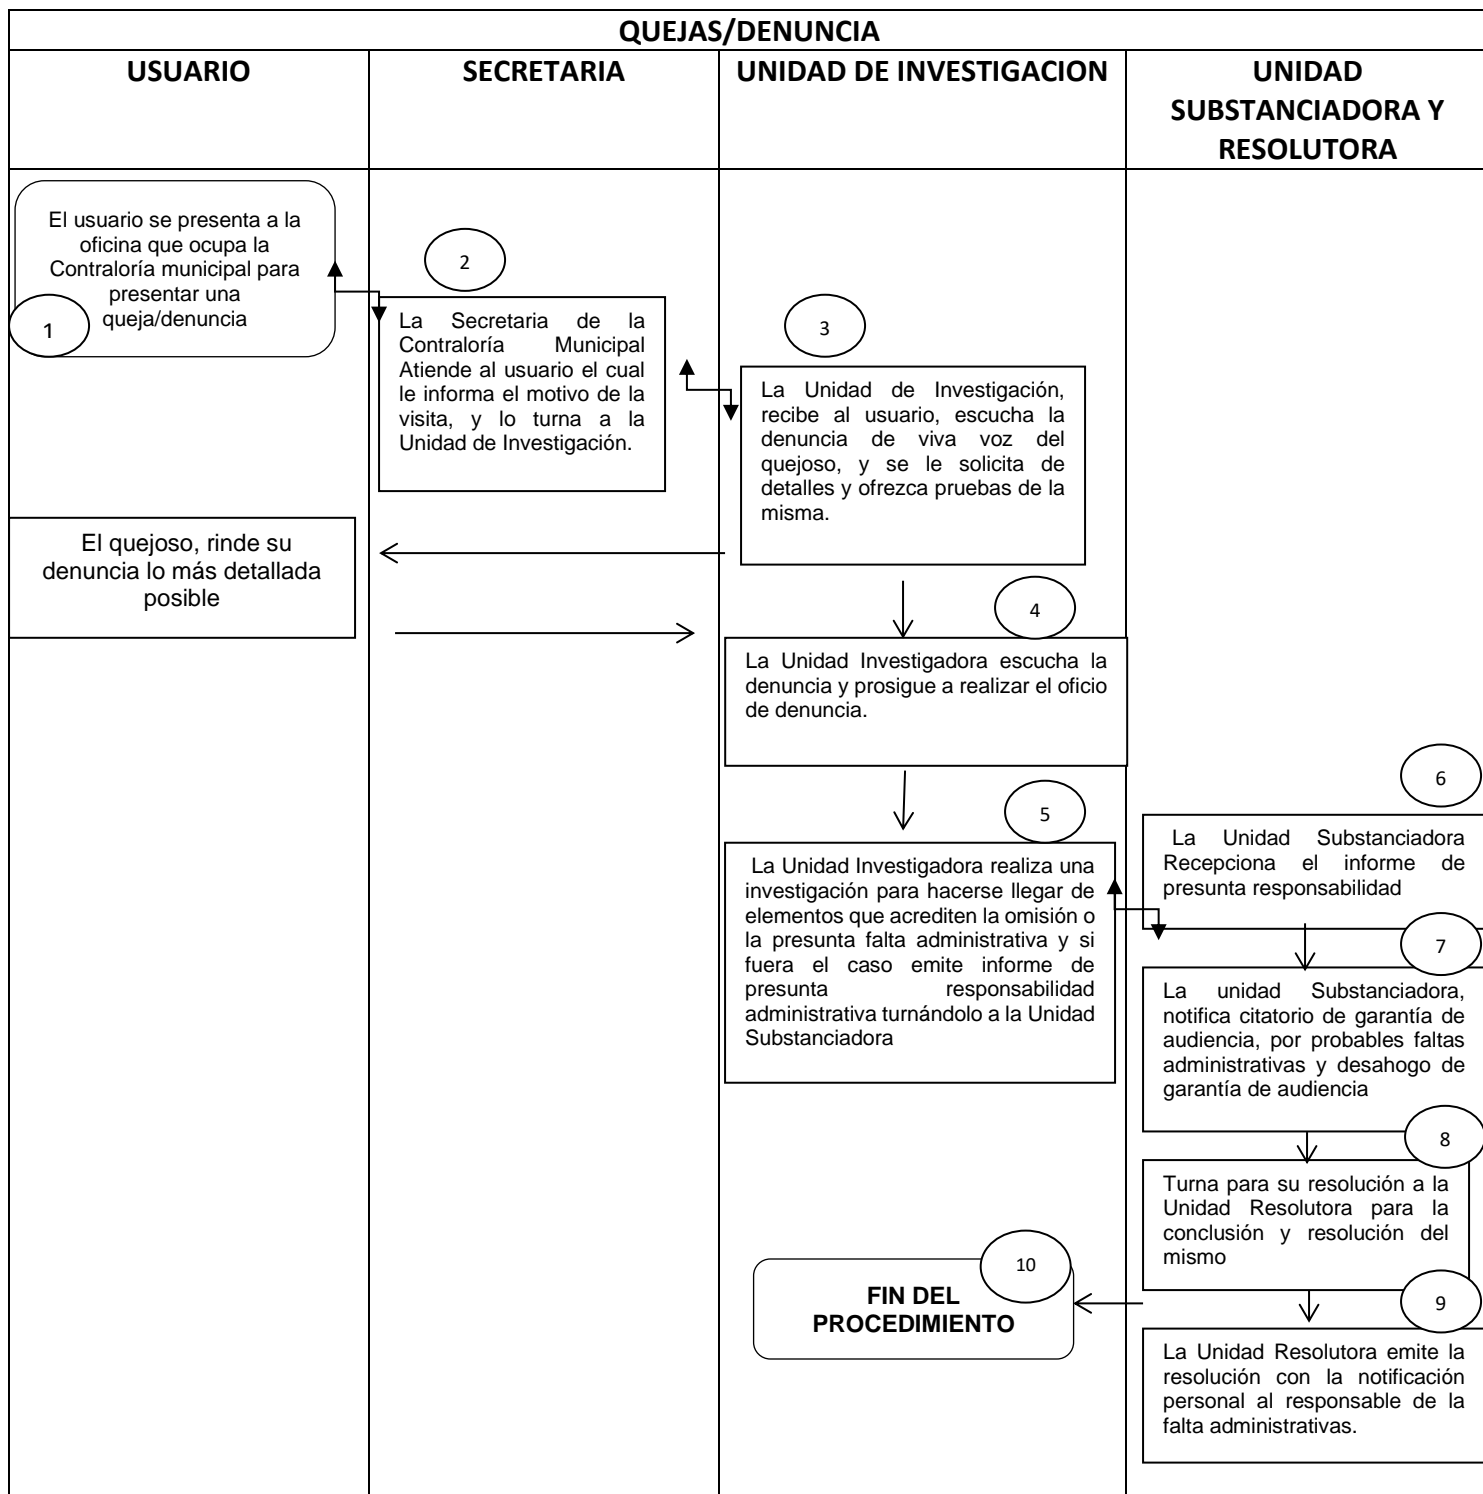 QUEJAS/DENUNCIA
USUARIO
SECRETARIA
UNIDAD DE INVESTIGACION
UNIDAD
SUBSTANCIADORA Y
RESOLUTORA
El usuario se presenta a la
oficina que ocupa la
Contraloría municipal para
presentar una
queja/denuncia
1
2
La Secretaria de la
Contraloría Municipal
Atiende al usuario el cual
le informa el motivo de la
visita, y lo turna a la
Unidad de Investigación.
3
La Unidad de Investigación,
recibe al usuario, escucha la
denuncia de viva voz del
quejoso, y se le solicita de
detalles y ofrezca pruebas de la
misma.
El quejoso, rinde su
denuncia lo más detallada
posible
4
La Unidad Investigadora escucha la
denuncia y prosigue a realizar el oficio
de denuncia.
5
La Unidad Investigadora realiza una
investigación para hacerse llegar de
elementos que acrediten la omisión o
la presunta falta administrativa y si
fuera el caso emite informe de
presunta responsabilidad
administrativa turnándolo a la Unidad
Substanciadora
6
La Unidad Substanciadora
Recepciona el informe de
presunta responsabilidad
7
La unidad Substanciadora,
notifica citatorio de garantía de
audiencia, por probables faltas
administrativas y desahogo de
garantía de audiencia
8
Turna para su resolución a la
Unidad Resolutora para la
conclusión y resolución del
mismo
9
La Unidad Resolutora emite la
resolución con la notificación
personal al responsable de la
falta administrativas.
10
FIN DEL
PROCEDIMIENTO